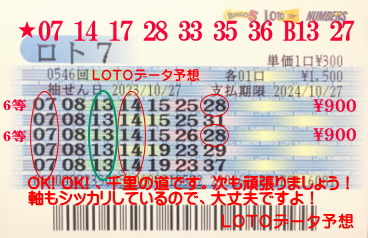 BINGO5 LOTO NUMBERS
★07 14 17 28 33 35 36 B13 27
ロト7
単価1口¥300
0546回 LOTOデータ予想 各01口 ¥1,500
抽せん日 2023/10/27 支払期限 2024/10/27
6等 07 08 13 14 15 25 28 ¥900
07 08 13 14 15 25 31
6等 07 08 13 14 15 26 28 ¥900
07 08 13 14 19 23 29
07 08 13 14 19 23 37
OK! OK! 、千里の道です。次も頑張りましょう!
軸もシッカリしているので、大丈夫ですよ!
LOTOデータ予想